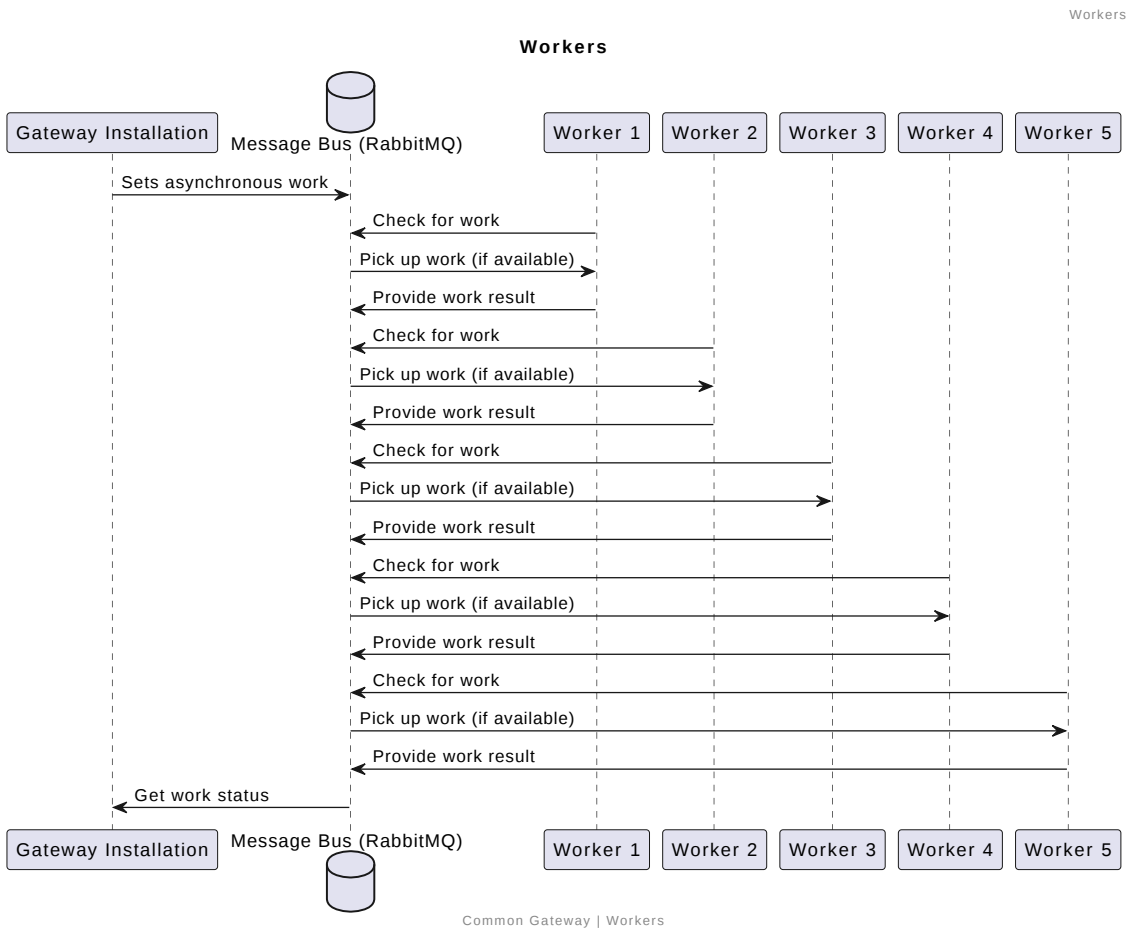 Workers
Workers
Gateway Installation
Message Bus (RabbitMQ)
Worker 1
Worker 2
Worker 3
Worker 4
Worker 5
Sets asynchronous work
Check for work
Pick up work (if available)
Provide work result
Check for work
Pick up work (if available)
Provide work result
Check for work
Pick up work (if available)
Provide work result
Check for work
Pick up work (if available)
Provide work result
Check for work
Pick up work (if available)
Provide work result
Get work status
Gateway Installation
Message Bus (RabbitMQ)
Worker 1
Worker 2
Worker 3
Worker 4
Worker 5
Common Gateway | Workers